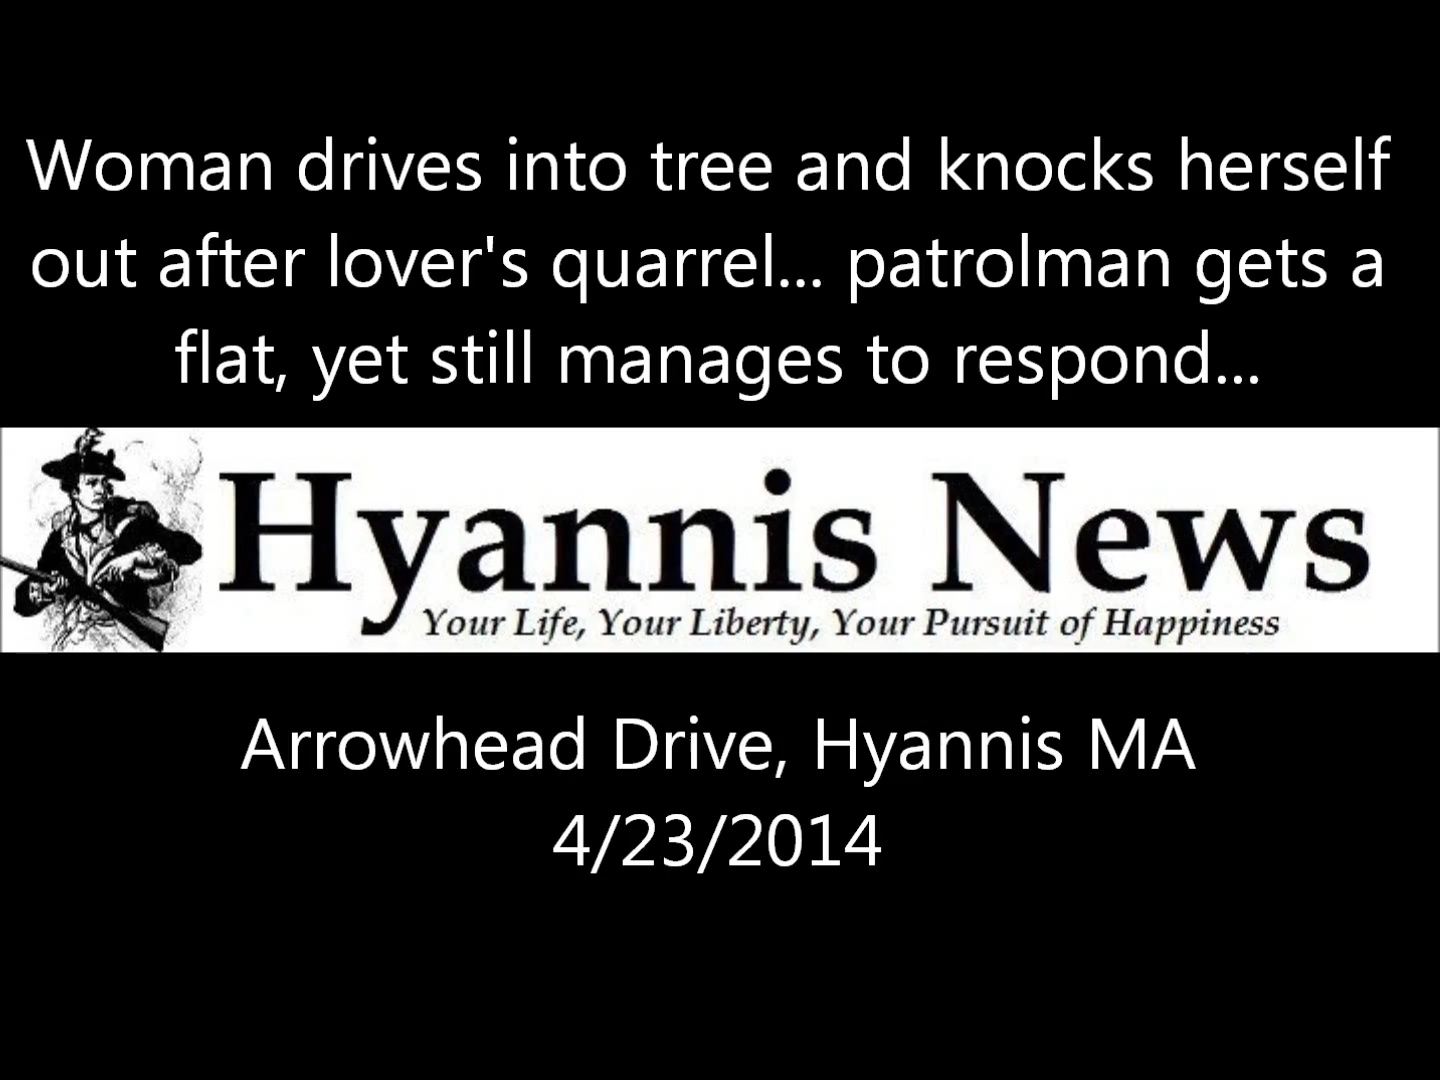 Woman drives into tree and knocks herself
out after lover's quarrel... patrolman gets a
flat, yet still manages to respond...
Hyannis News
Your Life, Your Liberty, Your Pursuit of Happiness
Arrowhead Drive, Hyannis MA
4/23/2014